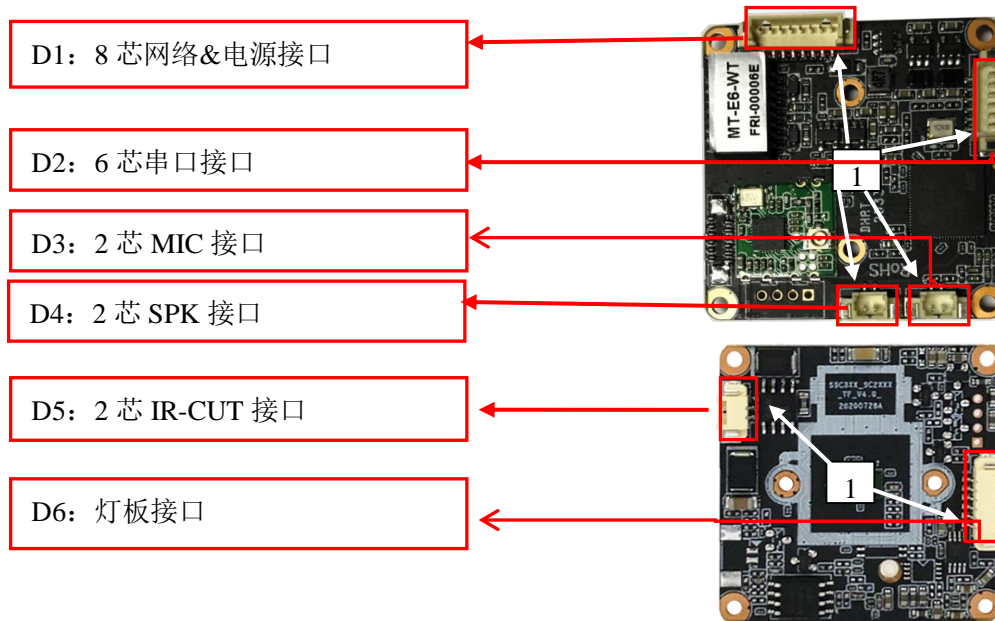 D1：8 芯网络&电源接口
D2：6 芯串口接口
D3：2 芯 MIC 接口
D4：2 芯 SPK 接口
D5：2 芯 IR-CUT 接口
D6：灯板接口
MT-E6-WT
FRI-00006E
1
SSC3XX_SC2XXX
_TF_V4.0_
20200728A
1